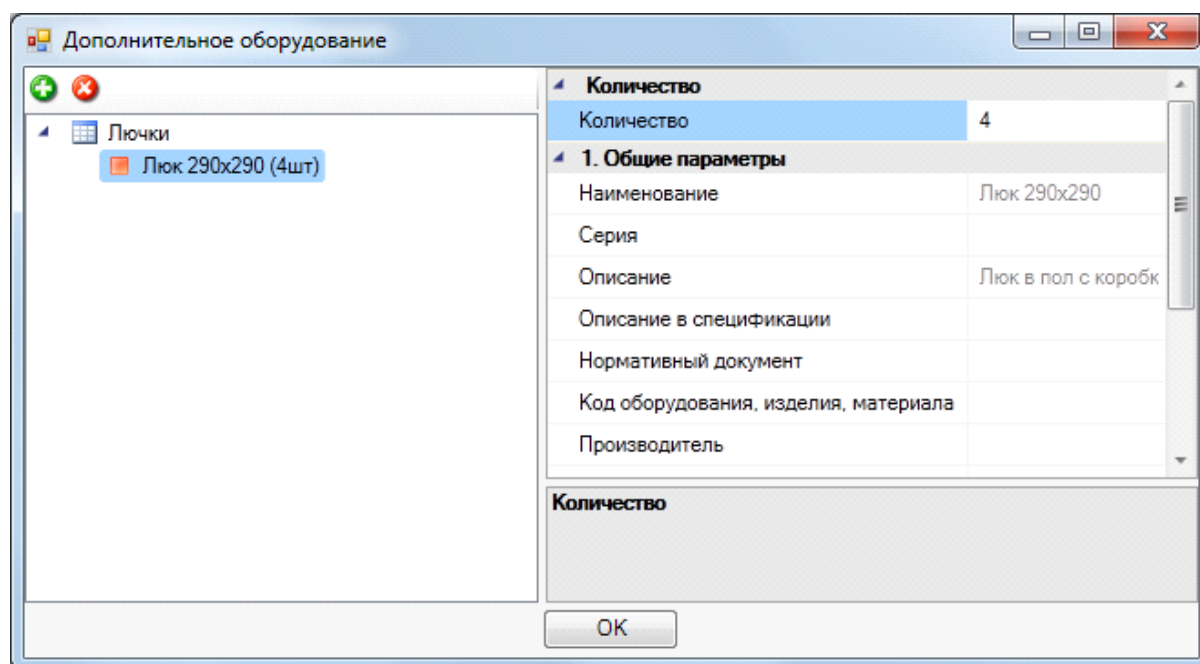 Дополнительное оборудование
Лючки
Люк 290х290 (4шт)
Количество
Количество 4
1. Общие параметры
Наименование Люк 290х290
Серия
Описание Люк в пол с коробк
Описание в спецификации
Нормативный документ
Код оборудования, изделия, материала
Производитель
Количество
OK